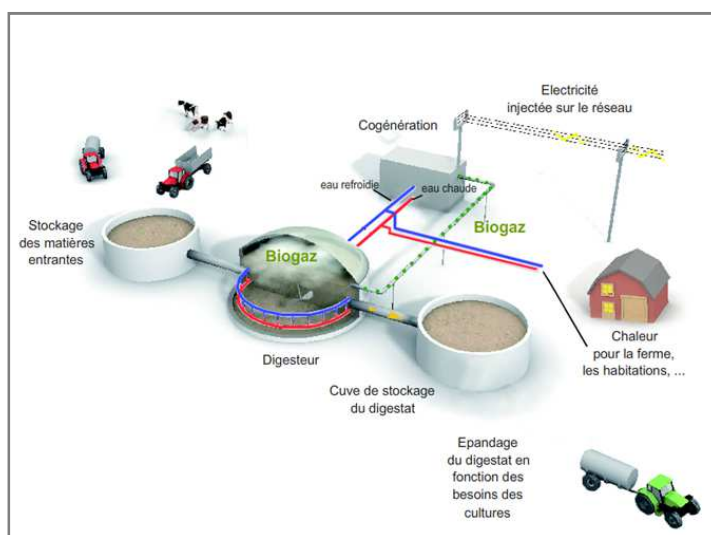 Electricité
injectée sur le réseau
Cogénération
eau refroidie
eau chaude
Stockage
des matières
entrantes
Biogaz
Biogaz
Digesteur
Chaleur
pour la ferme,
les habitations, ...
Cuve de stockage
du digestat
Epandage
du digestat en
fonction des
besoins des
cultures